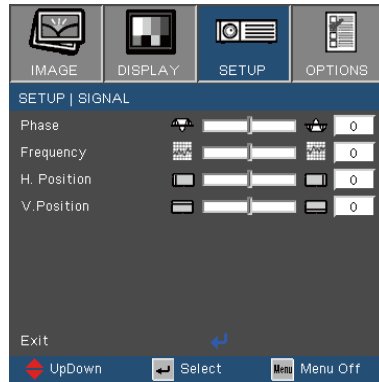 IMAGE DISPLAY SETUP OPTIONS
SETUP | SIGNAL
Phase 0
Frequency 0
H. Position 0
V.Position 0
Exit
UpDown Select Menu Menu Off